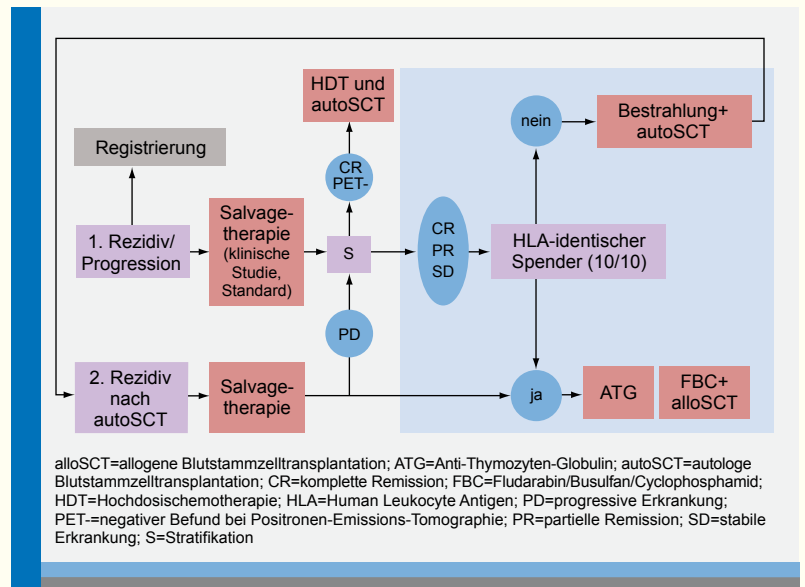 HDT und
autoSCT
nein
Bestrahlung+
autoSCT
Registrierung
CR
PET-
1. Rezidiv/
Progression
Salvage-
therapie
(klinische
Studie,
Standard)
S
CR
PR
SD
HLA-identischer
Spender (10/10)
PD
2. Rezidiv
nach
autoSCT
Salvage-
therapie
ja
ATG
FBC+
alloSCT
alloSCT=allogene Blutstammzelltransplantation; ATG=Anti-Thymozyten-Globulin; autoSCT=autologe
Blutstammzelltransplantation; CR=komplette Remission; FBC=Fludarabin/Busulfan/Cyclophosphamid;
HDT=Hochdosischemotherapie; HLA=Human Leukocyte Antigen; PD=progressive Erkrankung;
PET-=negativer Befund bei Positronen-Emissions-Tomographie; PR=partielle Remission; SD=stabile
Erkrankung; S=Stratifikation